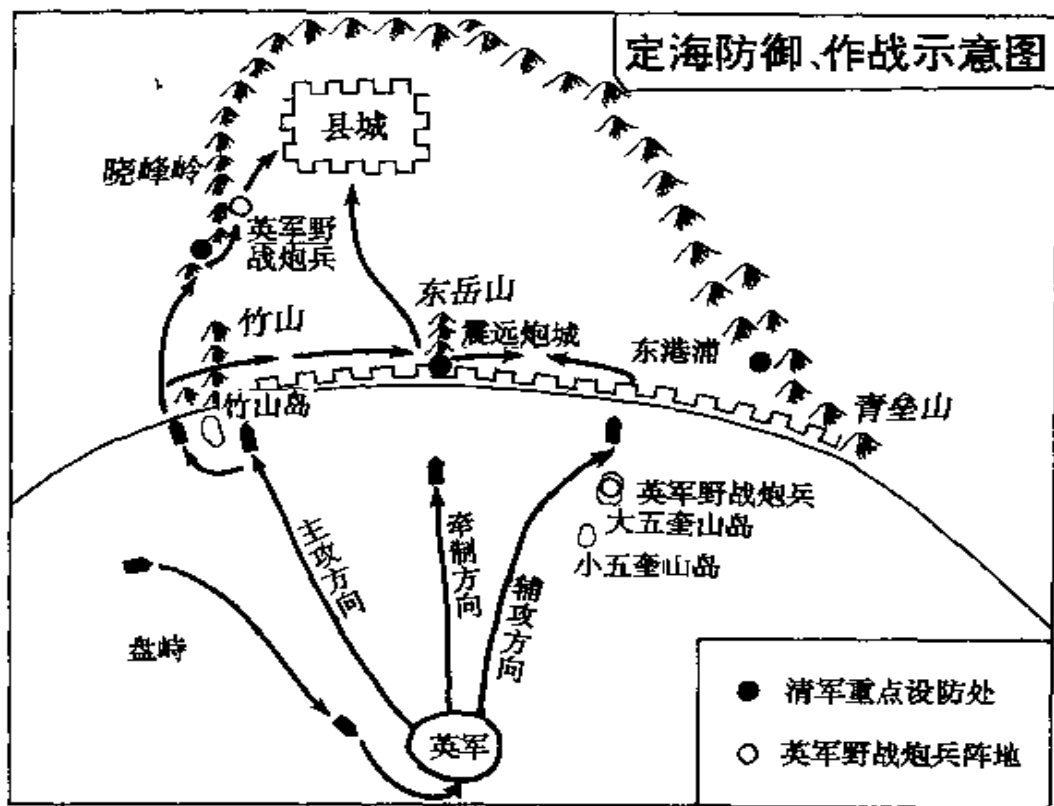 定海防御、作战示意图
县城
晓峰岭
英军野
战炮兵
竹山
东岳山
震远炮城
东港浦
竹山岛
青垒山
英军野战炮兵
大五奎山岛
小五奎山岛
主攻方向
牵制方向
辅攻方向
盘峙
英军
清军重点设防处
英军野战炮兵阵地